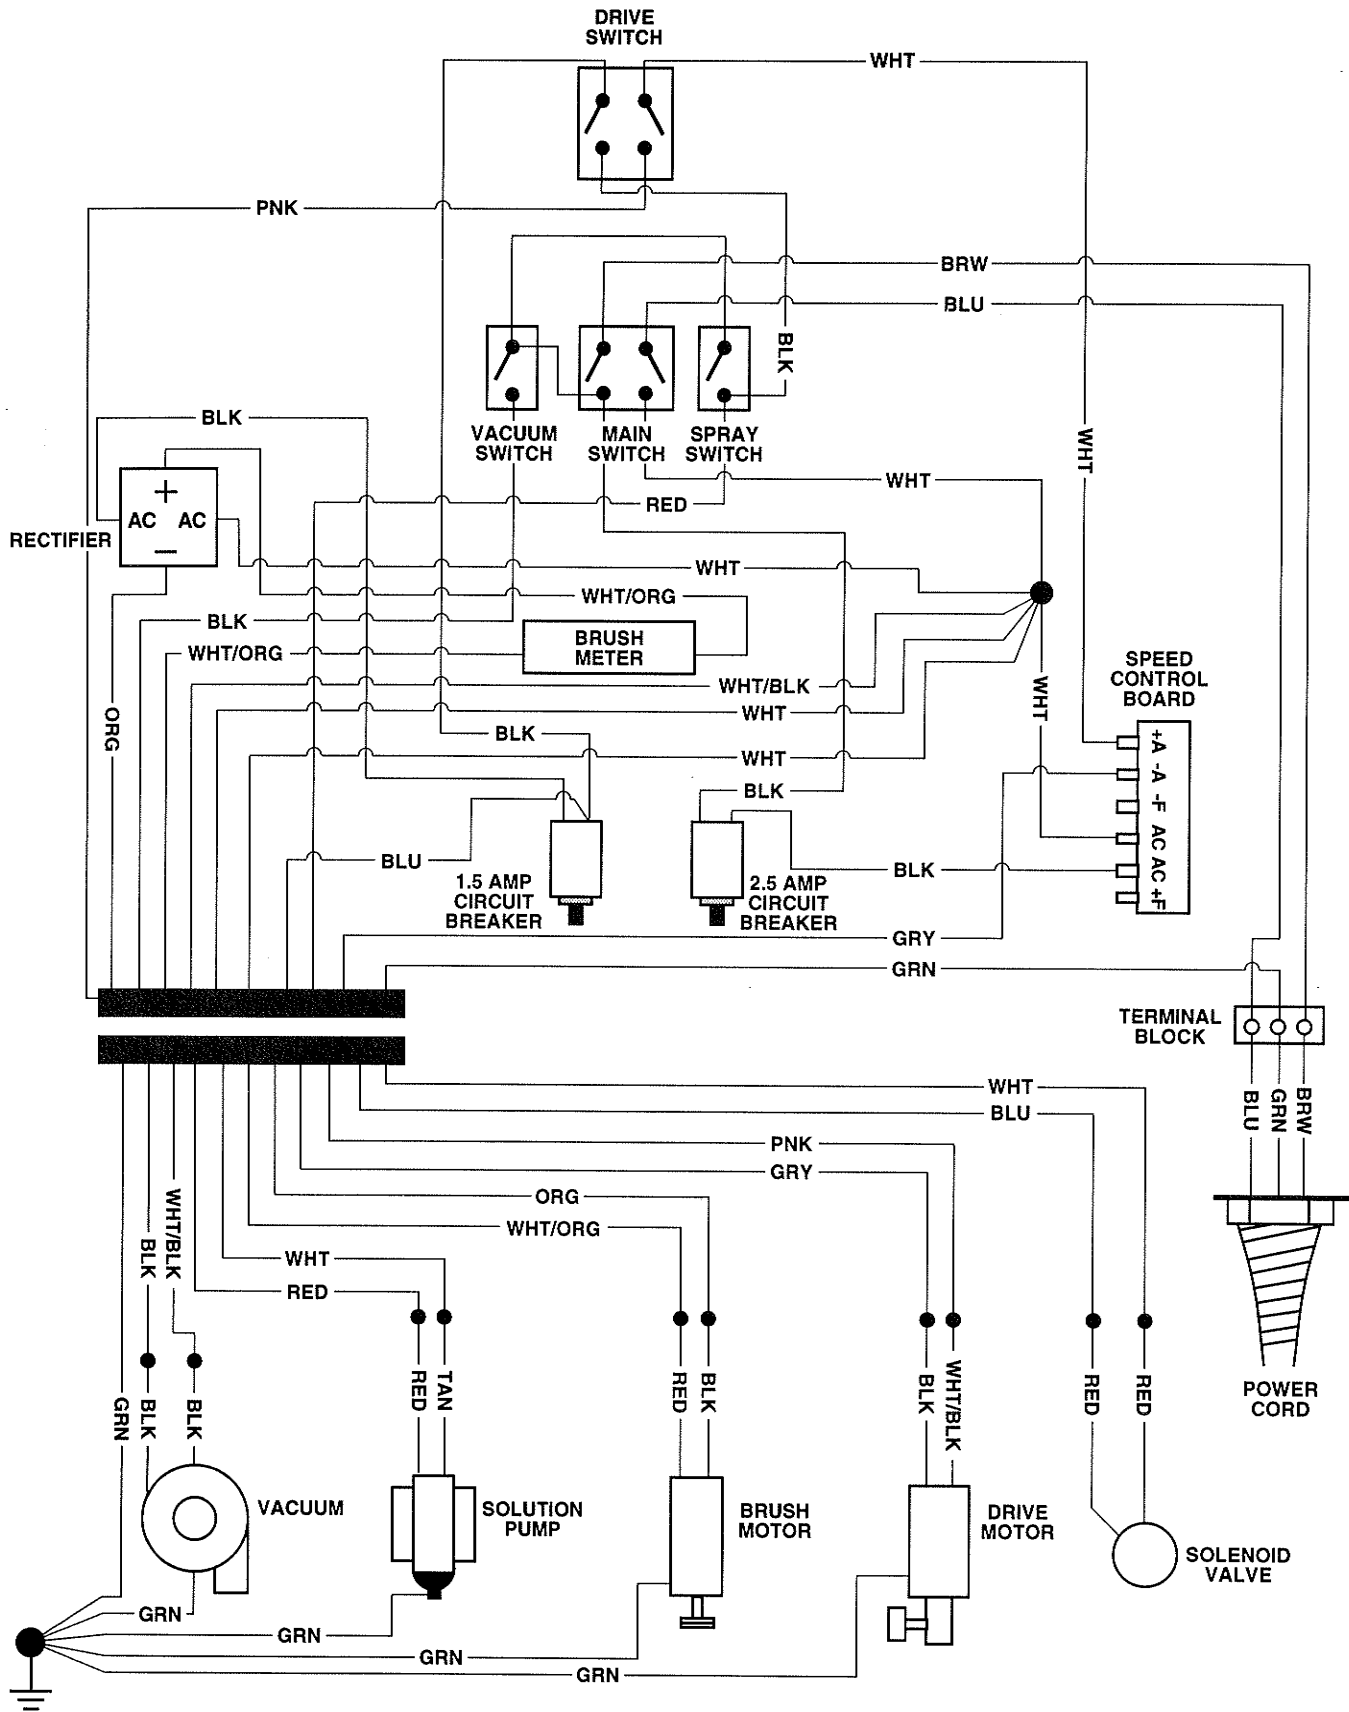 DRIVE
SWITCH
WHT
PNK
BRW
BLU
BLK
BLK
VACUUM
SWITCH
MAIN
SWITCH
SPRAY
SWITCH
WHT
WHT
RED
+
AC AC
−
RECTIFIER
WHT
WHT/ORG
BLK
BRUSH
METER
WHT/ORG
SPEED
CONTROL
BOARD
WHT/BLK
WHT
WHT
ORG
BLK
WHT
+A
-A
-F
AC
AC
+F
BLK
BLU
BLK
1.5 AMP
CIRCUIT
BREAKER
2.5 AMP
CIRCUIT
BREAKER
GRY
GRN
TERMINAL
BLOCK
WHT
BLU
BLU
GRN
BRW
PNK
GRY
ORG
WHT/ORG
WHT/BLK
BLK
WHT
RED
GRN
BLK
BLK
RED
TAN
RED
BLK
BLK
WHT/BLK
RED
RED
POWER
CORD
VACUUM
SOLUTION
PUMP
BRUSH
MOTOR
DRIVE
MOTOR
SOLENOID
VALVE
GRN
GRN
GRN
GRN